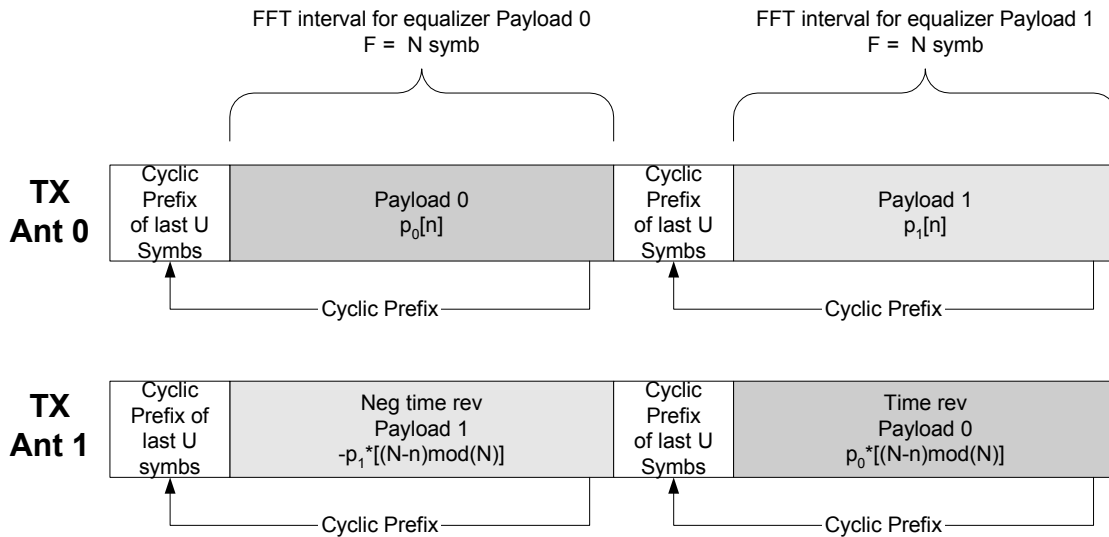 FFT interval for equalizer Payload 0
F = N symb
FFT interval for equalizer Payload 1
F = N symb
TX
Ant 0
Cyclic
Prefix
of last U
Symbs
Payload 0
p0[n]
Cyclic
Prefix
of last U
Symbs
Payload 1
p1[n]
Cyclic Prefix
Cyclic Prefix
TX
Ant 1
Cyclic
Prefix of
last U
symbs
Neg time rev
Payload 1
-p1*[(N-n)mod(N)]
Cyclic
Prefix
of last U
Symbs
Time rev
Payload 0
p0*[(N-n)mod(N)]
Cyclic Prefix
Cyclic Prefix